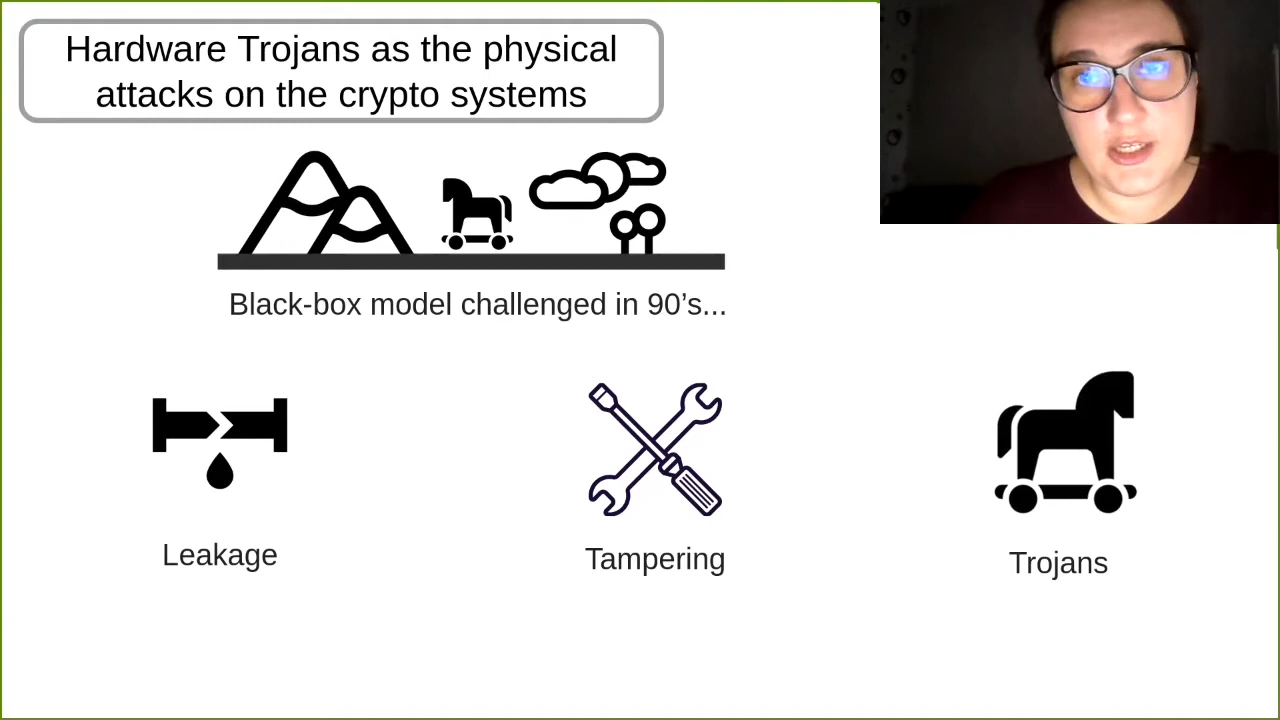 Hardware Trojans as the physical
attacks on the crypto systems
Black-box model challenged in 90’s...
Leakage
Tampering
Trojans